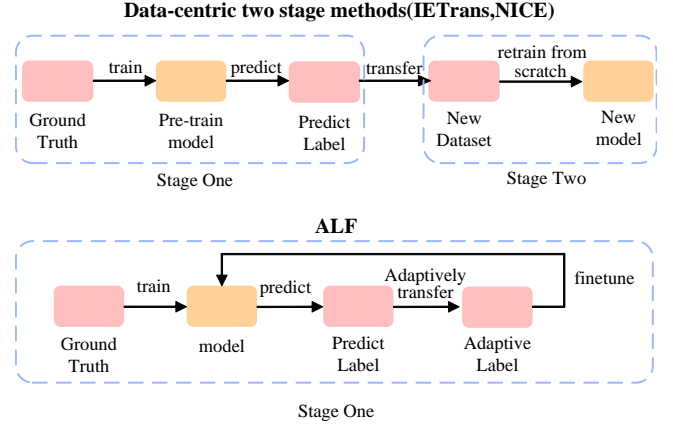 Data-centric two stage methods(IETrans,NICE)
train
predict
transfer
retrain from
scratch
Ground
Truth
Pre-train
model
Predict
Label
New
Dataset
New
model
Stage One
Stage Two
ALF
train
predict
Adaptively
transfer
finetune
Ground
Truth
model
Predict
Label
Adaptive
Label
Stage One